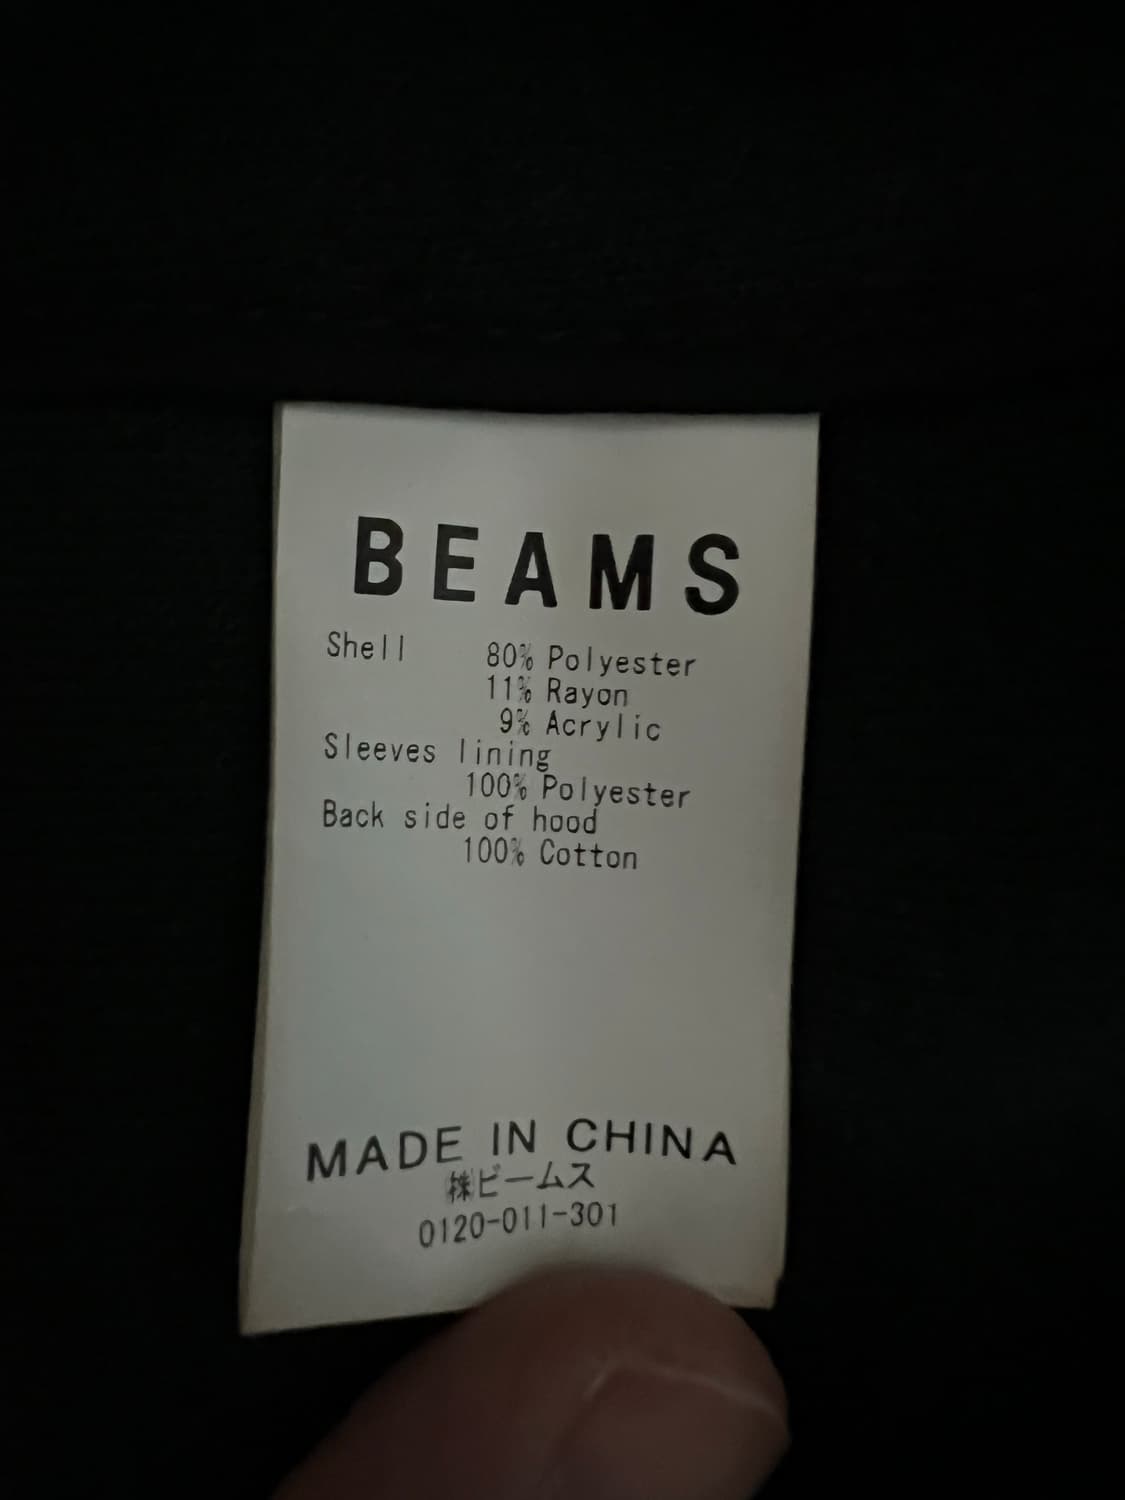 BEAMS
Shell 80% Polyester
11% Rayon
9% Acrylic
Sleeves lining
100% Polyester
Back side of hood
100% Cotton
MADE IN CHINA
㈱ビームス
0120-011-301